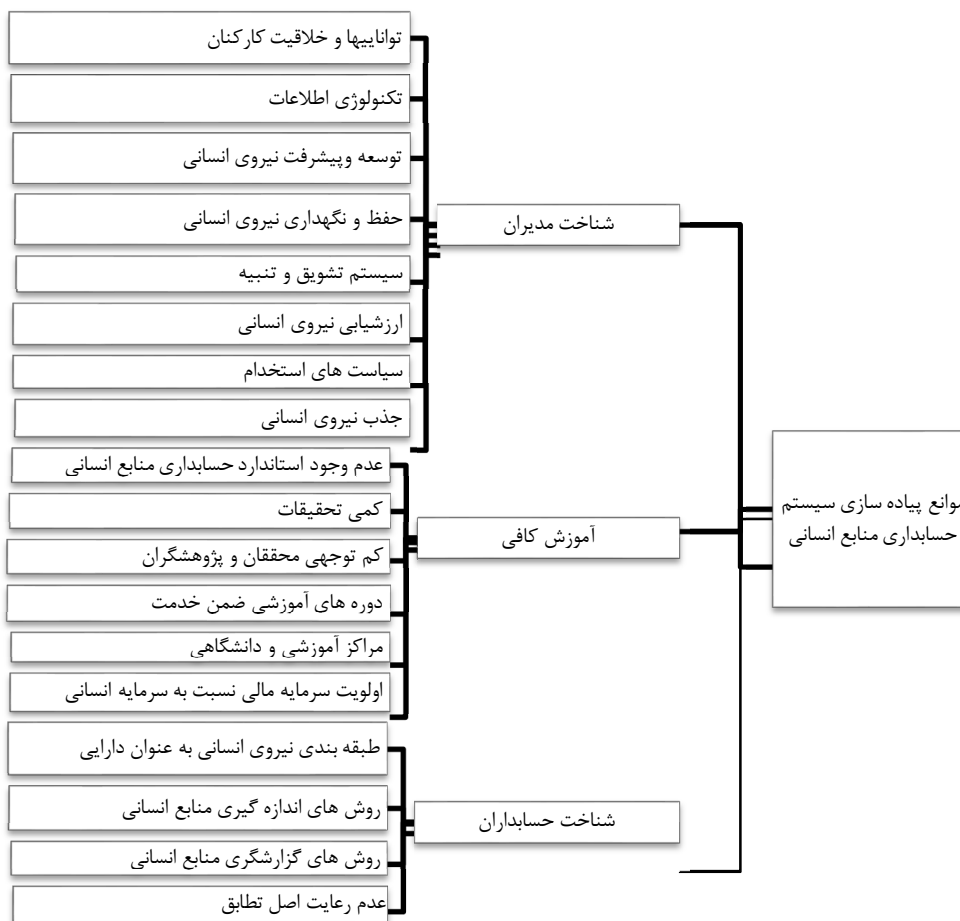 موانع پیاده سازی سیستم
حسابداری منابع انسانی
شناخت مدیران
تواناییها و خلاقیت کارکنان
تکنولوژی اطلاعات
توسعه وپیشرفت نیروی انسانی
حفظ و نگهداری نیروی انسانی
سیستم تشویق و تنبیه
ارزشیابی نیروی انسانی
سیاست های استخدام
جذب نیروی انسانی
آموزش کافی
عدم وجود استاندارد حسابداری منابع انسانی
کمی تحقیقات
کم توجهی محققان و پژوهشگران
دوره های آموزشی ضمن خدمت
مراکز آموزشی و دانشگاهی
اولویت سرمایه مالی نسبت به سرمایه انسانی
شناخت حسابداران
طبقه بندی نیروی انسانی به عنوان دارایی
روش های اندازه گیری منابع انسانی
روش های گزارشگری منابع انسانی
عدم رعایت اصل تطابق